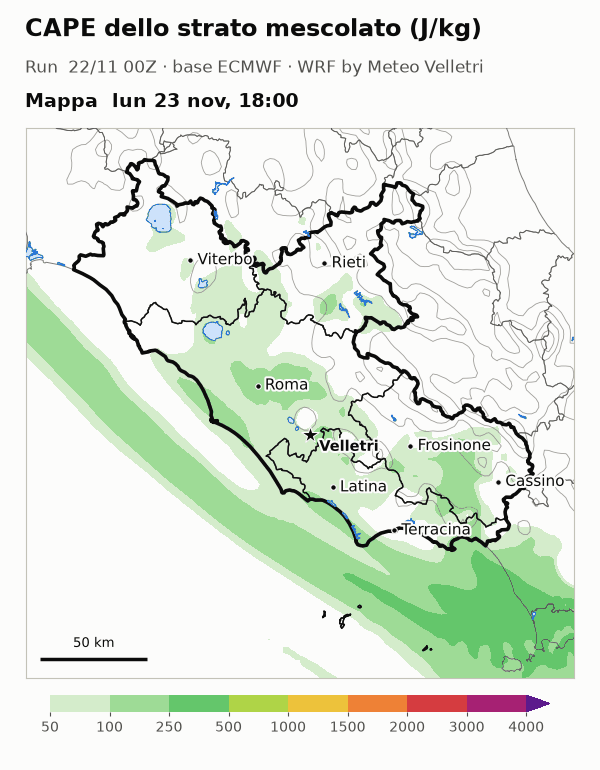 CAPE dello strato mescolato (J/kg)
Run  22/11 00Z · base ECMWF · WRF by Meteo Velletri
Mappa  lun 23 nov, 18:00
Viterbo
Rieti
Roma
Velletri
Frosinone
Latina
Cassino
Terracina
50 km
50 100 250 500 1000 1500 2000 3000 4000